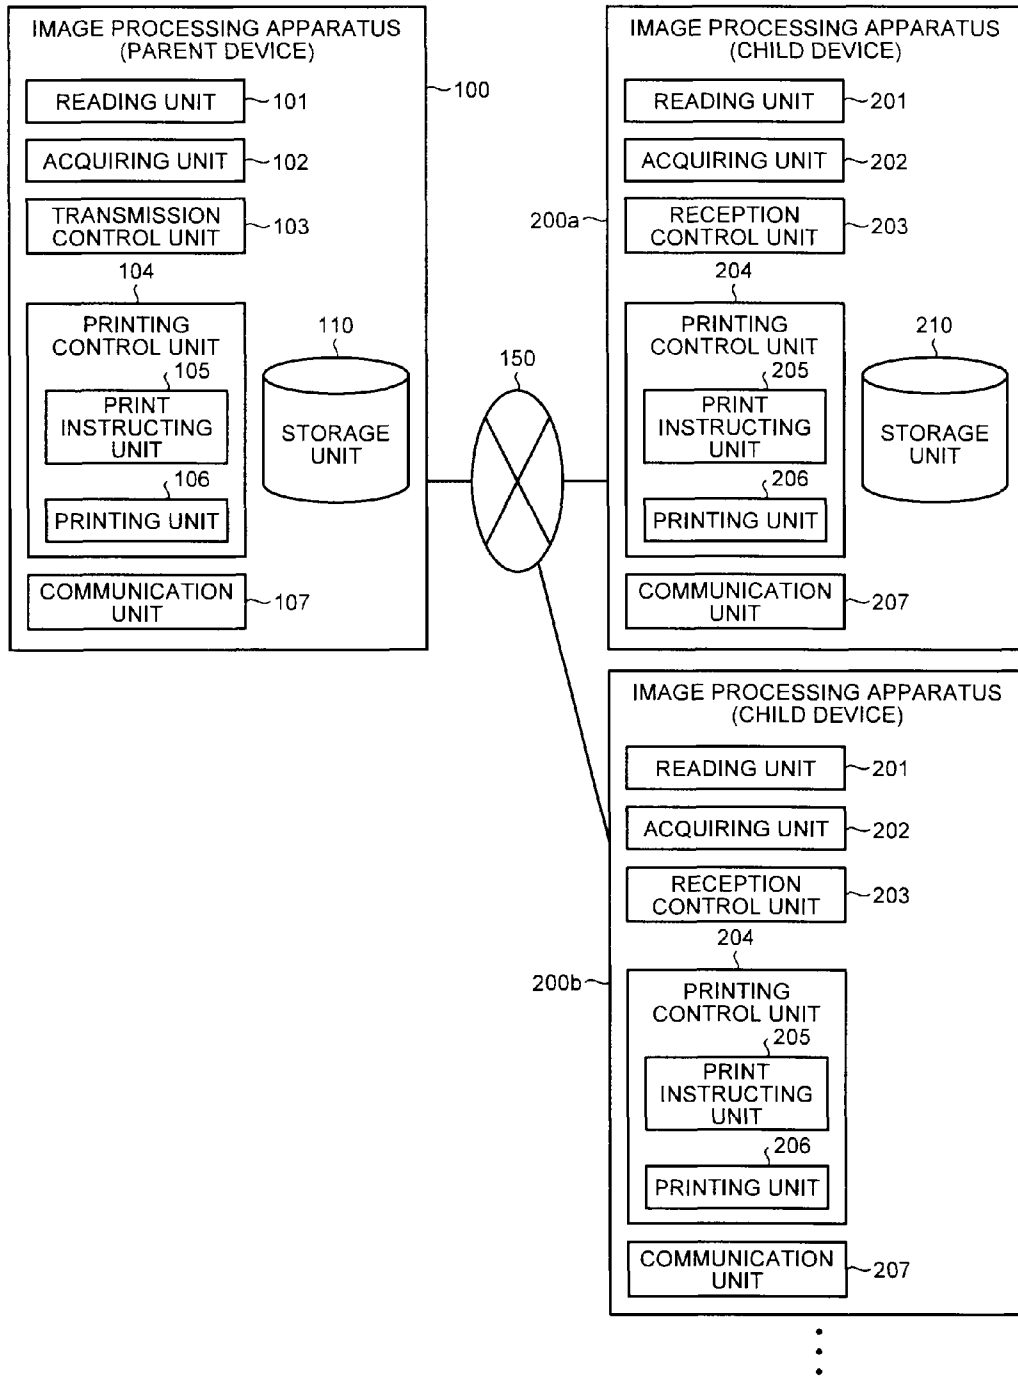 IMAGE PROCESSING APPARATUS
(PARENT DEVICE)
100
READING UNIT
101
ACQUIRING UNIT
102
TRANSMISSION
CONTROL UNIT
103
104
PRINTING
CONTROL UNIT
105
PRINT
INSTRUCTING
UNIT
106
PRINTING UNIT
110
STORAGE
UNIT
COMMUNICATION
UNIT
107
150
IMAGE PROCESSING APPARATUS
(CHILD DEVICE)
200a
READING UNIT
201
ACQUIRING UNIT
202
RECEPTION
CONTROL UNIT
203
204
PRINTING
CONTROL UNIT
205
PRINT
INSTRUCTING
UNIT
206
PRINTING UNIT
210
STORAGE
UNIT
COMMUNICATION
UNIT
207
IMAGE PROCESSING APPARATUS
(CHILD DEVICE)
200b
READING UNIT
201
ACQUIRING UNIT
202
RECEPTION
CONTROL UNIT
203
204
PRINTING
CONTROL UNIT
205
PRINT
INSTRUCTING
UNIT
206
PRINTING UNIT
COMMUNICATION
UNIT
207